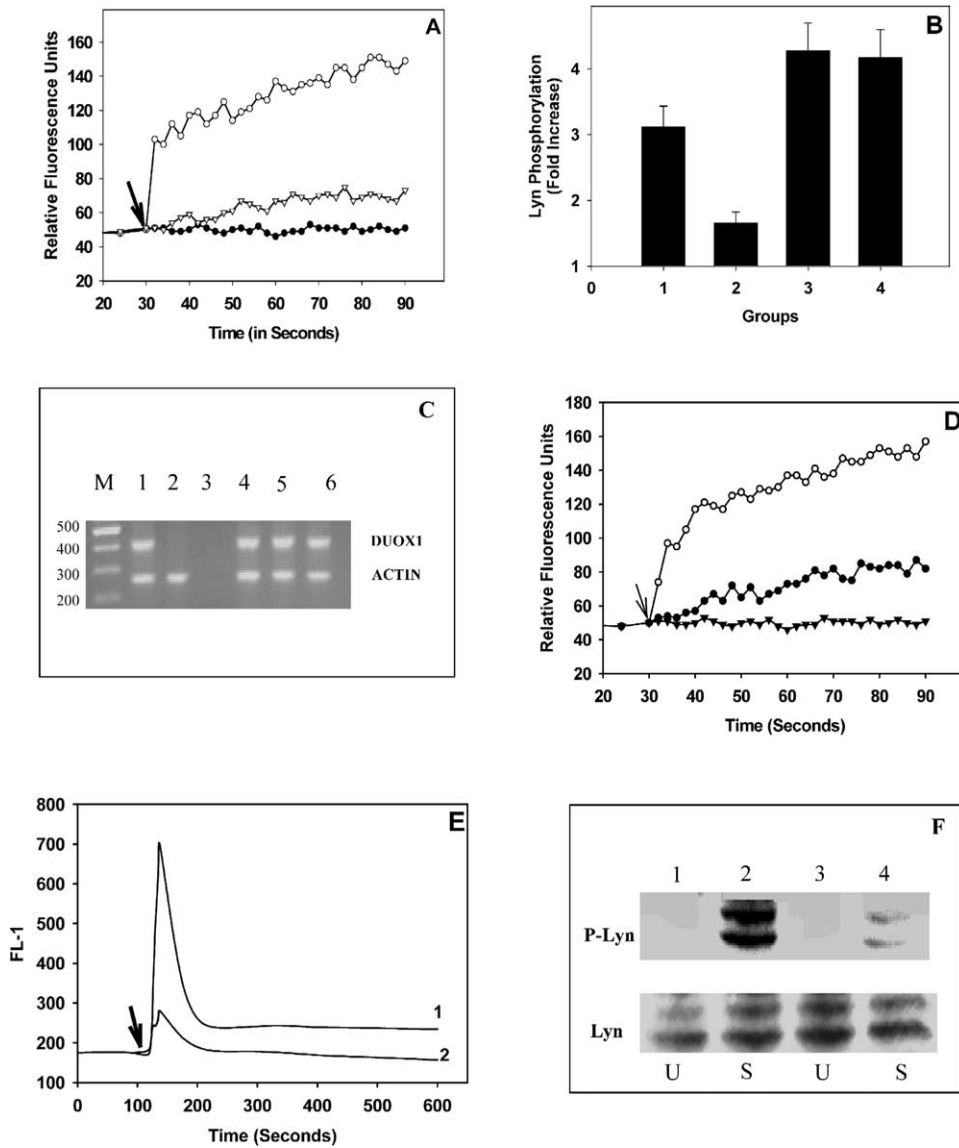 A
Relative Fluorescence Units
160
140
120
100
80
60
40
20
20 30 40 50 60 70 80 90
Time (in Seconds)
B
Lyn Phosphorylation
(Fold Increase)
4
3
2
1
0 1 2 3 4
Groups
C
M 1 2 3 4 5 6
500
400
300
200
DUOX1
ACTIN
D
Relative Fluorescence Units
180
160
140
120
100
80
60
40
20
20 30 40 50 60 70 80 90
Time (Seconds)
E
FL-1
800
700
600
500
400
300
200
100
1
2
0 100 200 300 400 500 600
Time (Seconds)
F
1 2 3 4
P-Lyn
Lyn
U S U S